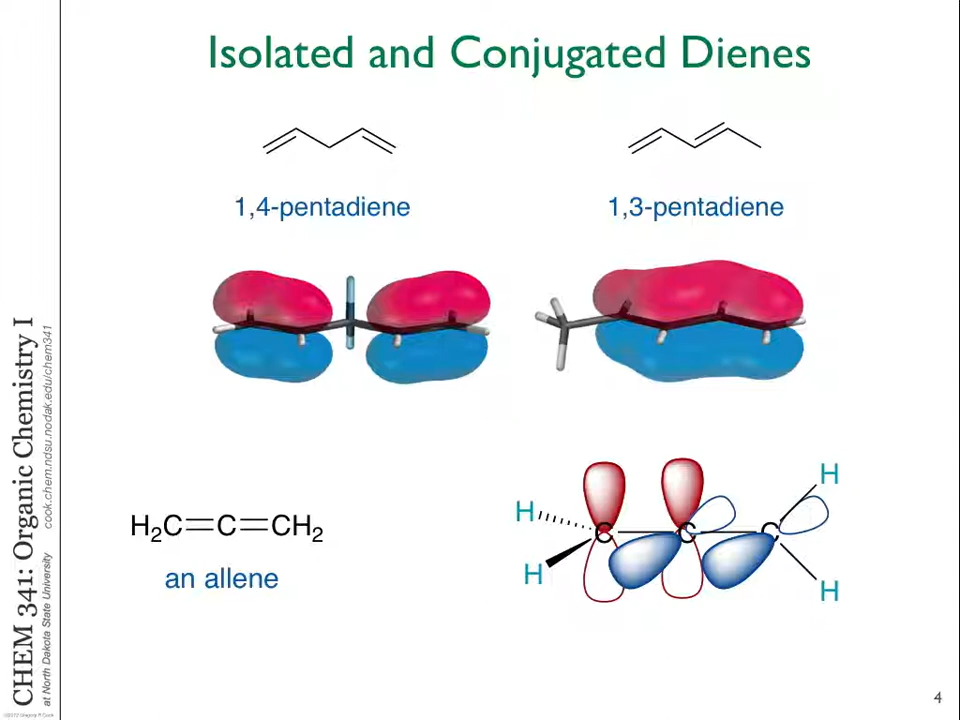 Isolated and Conjugated Dienes
1,4-pentadiene
1,3-pentadiene
H2C=C=CH2
an allene
H
H
C
C
C
H
H
CHEM 341: Organic Chemistry I
at North Dakota State University
cook.chem.ndsu.nodak.edu/chem341
4